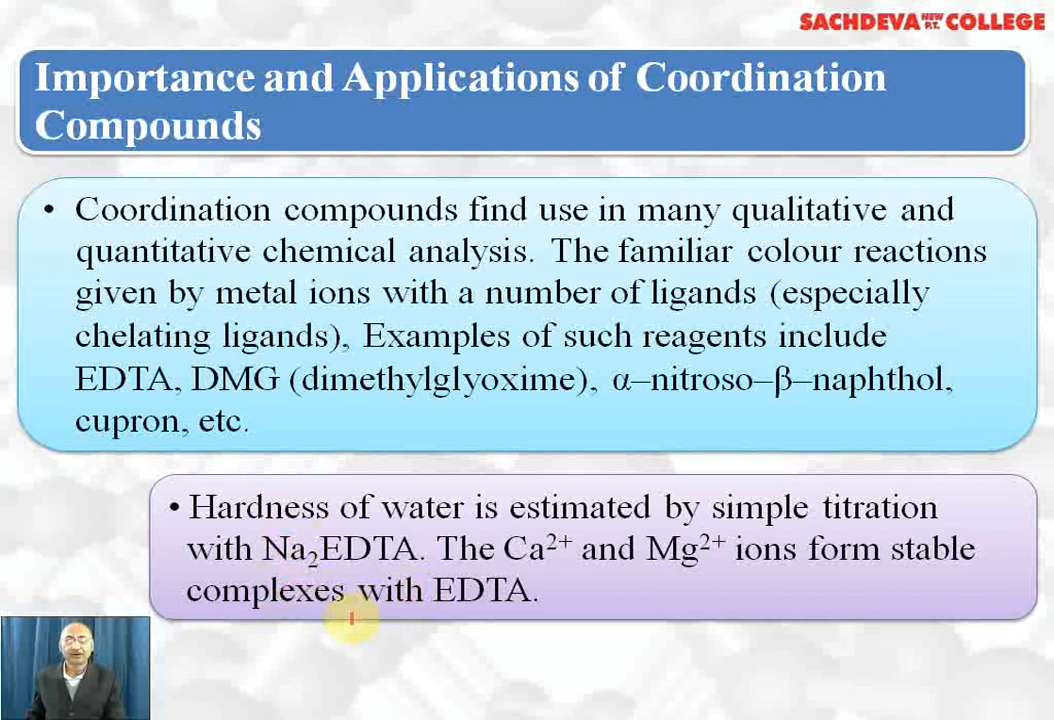 SACHDEVA NEW P.T. COLLEGE
Importance and Applications of Coordination
Compounds
• Coordination compounds find use in many qualitative and
quantitative chemical analysis. The familiar colour reactions
given by metal ions with a number of ligands (especially
chelating ligands), Examples of such reagents include
EDTA, DMG (dimethylglyoxime), α–nitroso–β–naphthol,
cupron, etc.
• Hardness of water is estimated by simple titration
with Na₂EDTA. The Ca²⁺ and Mg²⁺ ions form stable
complexes with EDTA.